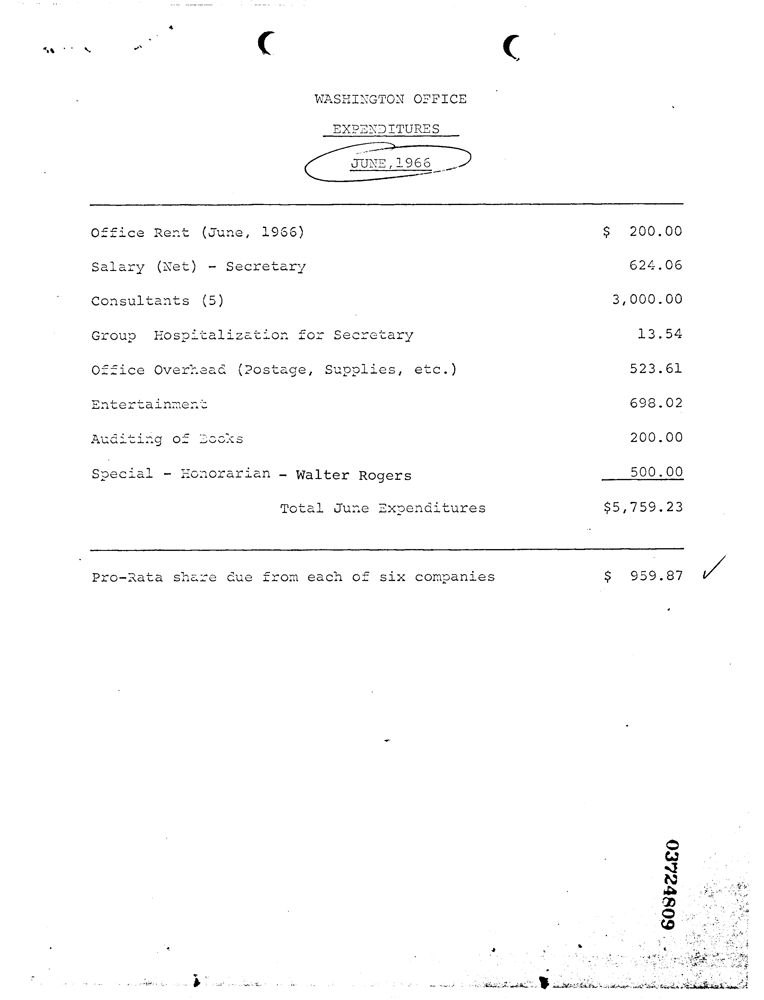 WASHINGTON OFFICE
EXPENDITURES
JUNE, 1966
Office Rent (June, 1966) $ 200.00
Salary (Net) - Secretary 624.06
Consultants (5) 3,000.00
Group Hospitalization for Secretary 13.54
Office Overhead (Postage, Supplies, etc.) 523.61
Entertainment 698.02
Auditing of Books 200.00
Special - Honorarian - Walter Rogers 500.00
Total June Expenditures $5,759.23
Pro-Rata share due from each of six companies $ 959.87
03724809